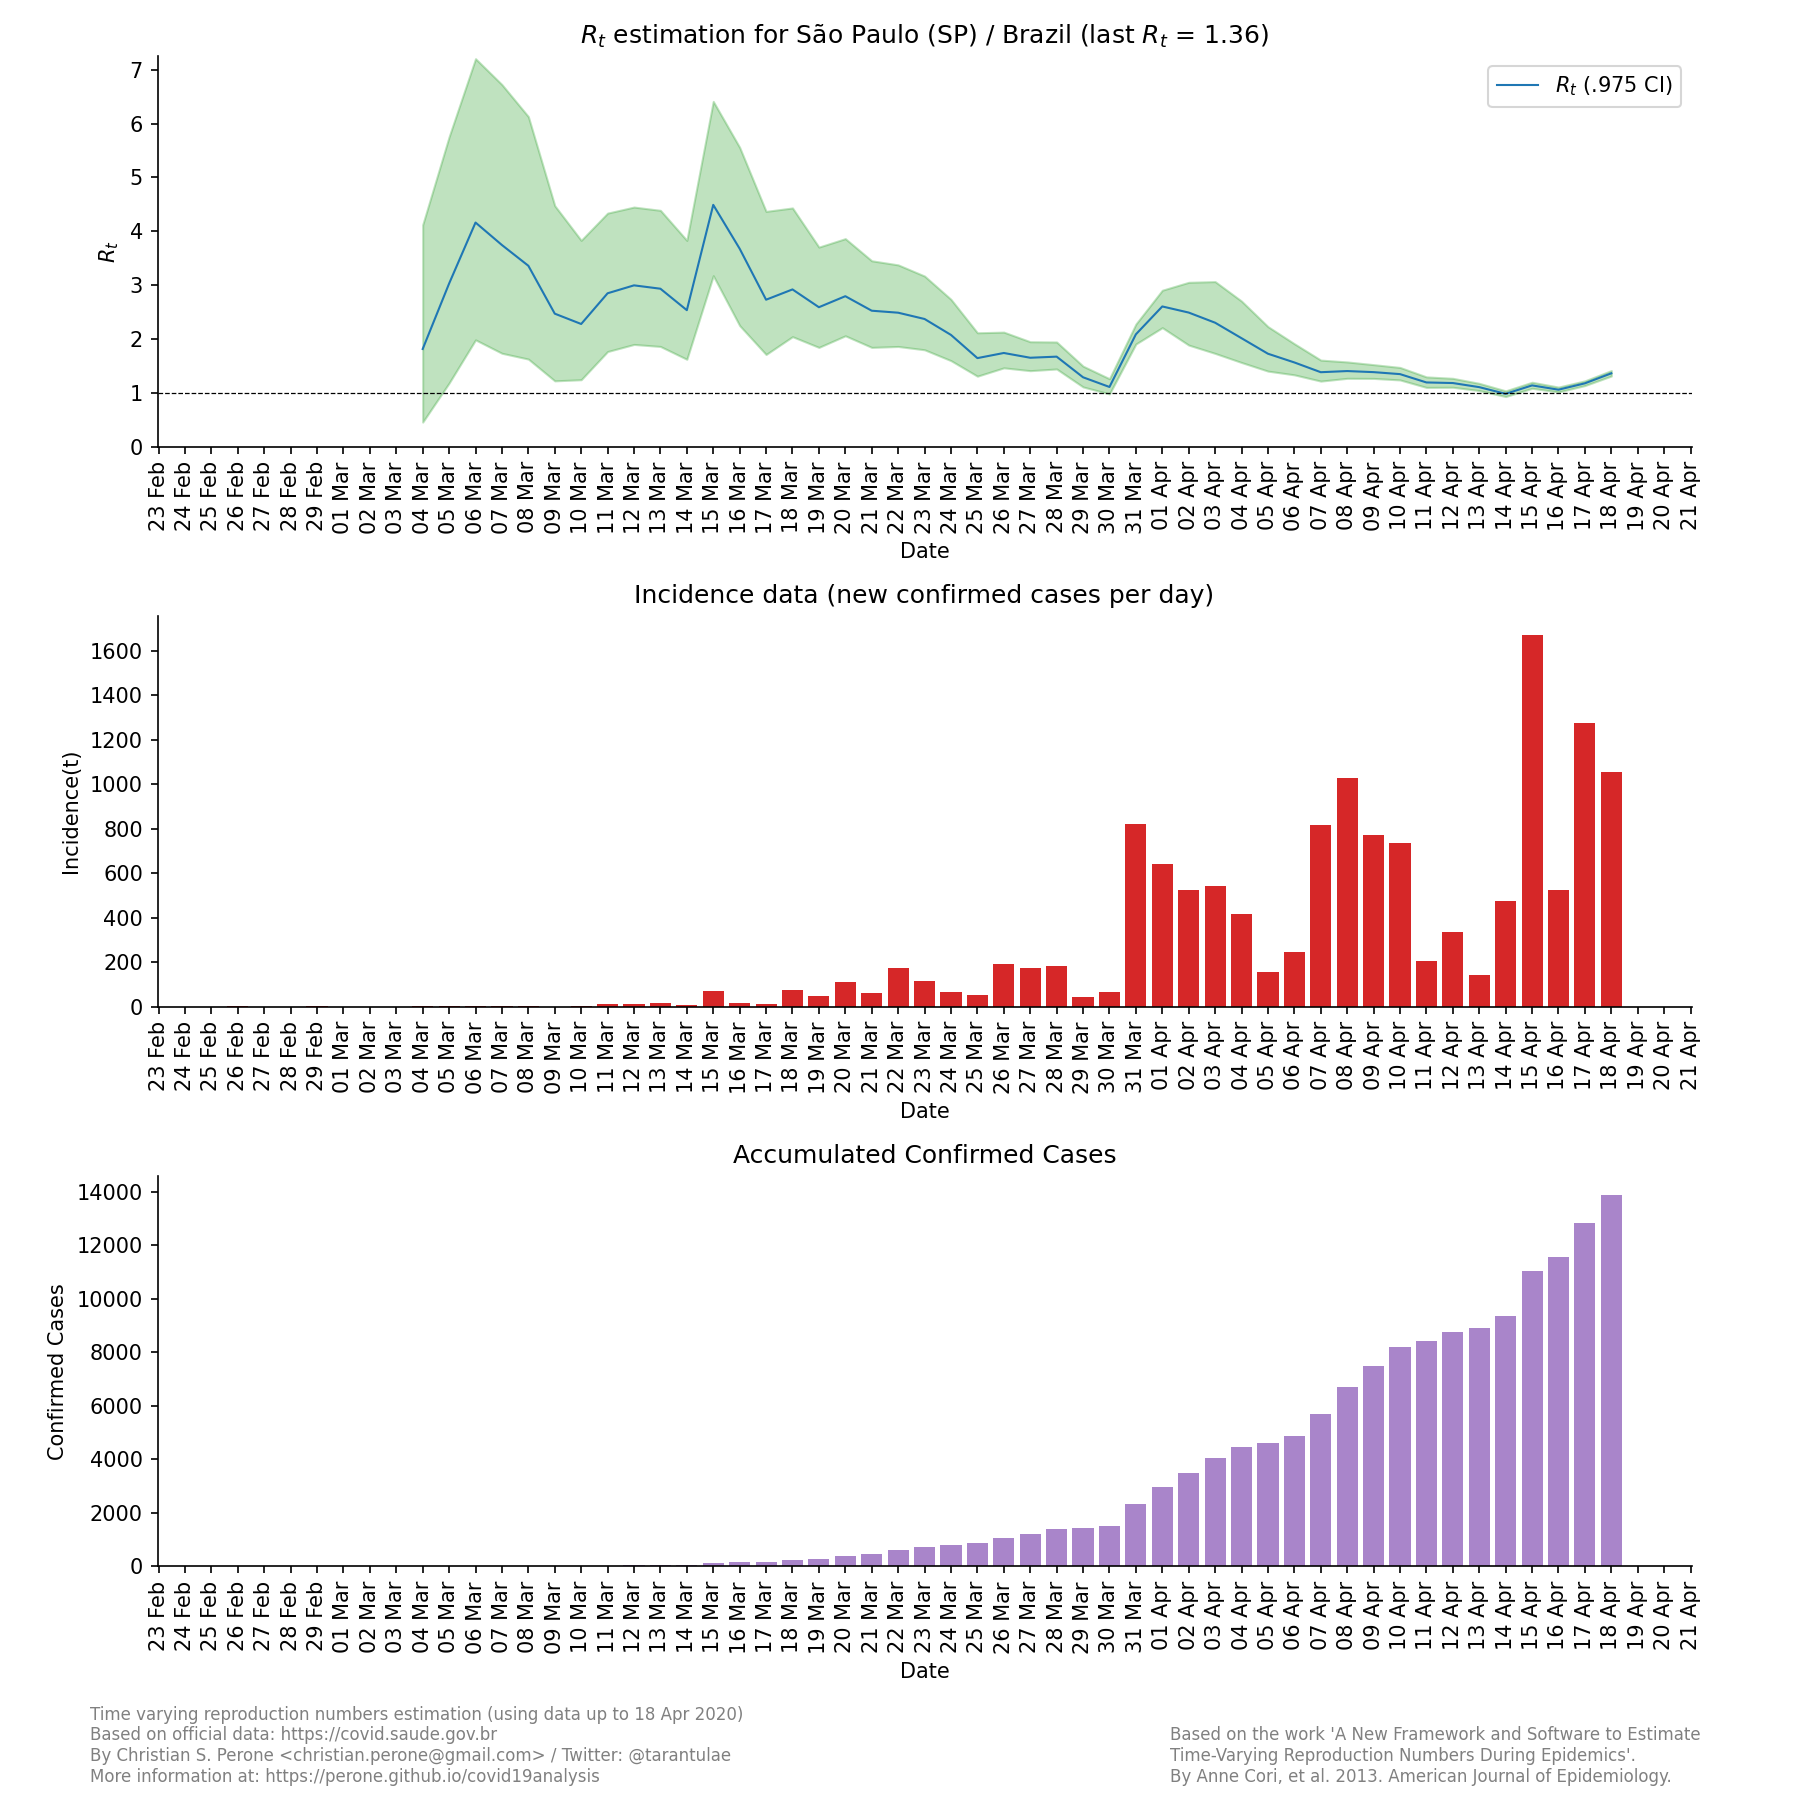 R_t estimation for São Paulo (SP) / Brazil (last R_t = 1.36)
7
6
5
4
3
2
1
0
R_t
R_t (.975 CI)
23 Feb 24 Feb 25 Feb 26 Feb 27 Feb 28 Feb 29 Feb 01 Mar 02 Mar 03 Mar 04 Mar 05 Mar 06 Mar 07 Mar 08 Mar 09 Mar 10 Mar 11 Mar 12 Mar 13 Mar 14 Mar 15 Mar 16 Mar 17 Mar 18 Mar 19 Mar 20 Mar 21 Mar 22 Mar 23 Mar 24 Mar 25 Mar 26 Mar 27 Mar 28 Mar 29 Mar 30 Mar 31 Mar 01 Apr 02 Apr 03 Apr 04 Apr 05 Apr 06 Apr 07 Apr 08 Apr 09 Apr 10 Apr 11 Apr 12 Apr 13 Apr 14 Apr 15 Apr 16 Apr 17 Apr 18 Apr 19 Apr 20 Apr 21 Apr
Date
Incidence data (new confirmed cases per day)
1600
1400
1200
1000
800
600
400
200
0
Incidence(t)
23 Feb 24 Feb 25 Feb 26 Feb 27 Feb 28 Feb 29 Feb 01 Mar 02 Mar 03 Mar 04 Mar 05 Mar 06 Mar 07 Mar 08 Mar 09 Mar 10 Mar 11 Mar 12 Mar 13 Mar 14 Mar 15 Mar 16 Mar 17 Mar 18 Mar 19 Mar 20 Mar 21 Mar 22 Mar 23 Mar 24 Mar 25 Mar 26 Mar 27 Mar 28 Mar 29 Mar 30 Mar 31 Mar 01 Apr 02 Apr 03 Apr 04 Apr 05 Apr 06 Apr 07 Apr 08 Apr 09 Apr 10 Apr 11 Apr 12 Apr 13 Apr 14 Apr 15 Apr 16 Apr 17 Apr 18 Apr 19 Apr 20 Apr 21 Apr
Date
Accumulated Confirmed Cases
14000
12000
10000
8000
6000
4000
2000
0
Confirmed Cases
23 Feb 24 Feb 25 Feb 26 Feb 27 Feb 28 Feb 29 Feb 01 Mar 02 Mar 03 Mar 04 Mar 05 Mar 06 Mar 07 Mar 08 Mar 09 Mar 10 Mar 11 Mar 12 Mar 13 Mar 14 Mar 15 Mar 16 Mar 17 Mar 18 Mar 19 Mar 20 Mar 21 Mar 22 Mar 23 Mar 24 Mar 25 Mar 26 Mar 27 Mar 28 Mar 29 Mar 30 Mar 31 Mar 01 Apr 02 Apr 03 Apr 04 Apr 05 Apr 06 Apr 07 Apr 08 Apr 09 Apr 10 Apr 11 Apr 12 Apr 13 Apr 14 Apr 15 Apr 16 Apr 17 Apr 18 Apr 19 Apr 20 Apr 21 Apr
Date
Time varying reproduction numbers estimation (using data up to 18 Apr 2020)
Based on official data: https://covid.saude.gov.br
By Christian S. Perone <christian.perone@gmail.com> / Twitter: @tarantulae
More information at: https://perone.github.io/covid19analysis
Based on the work 'A New Framework and Software to Estimate
Time-Varying Reproduction Numbers During Epidemics'.
By Anne Cori, et al. 2013. American Journal of Epidemiology.